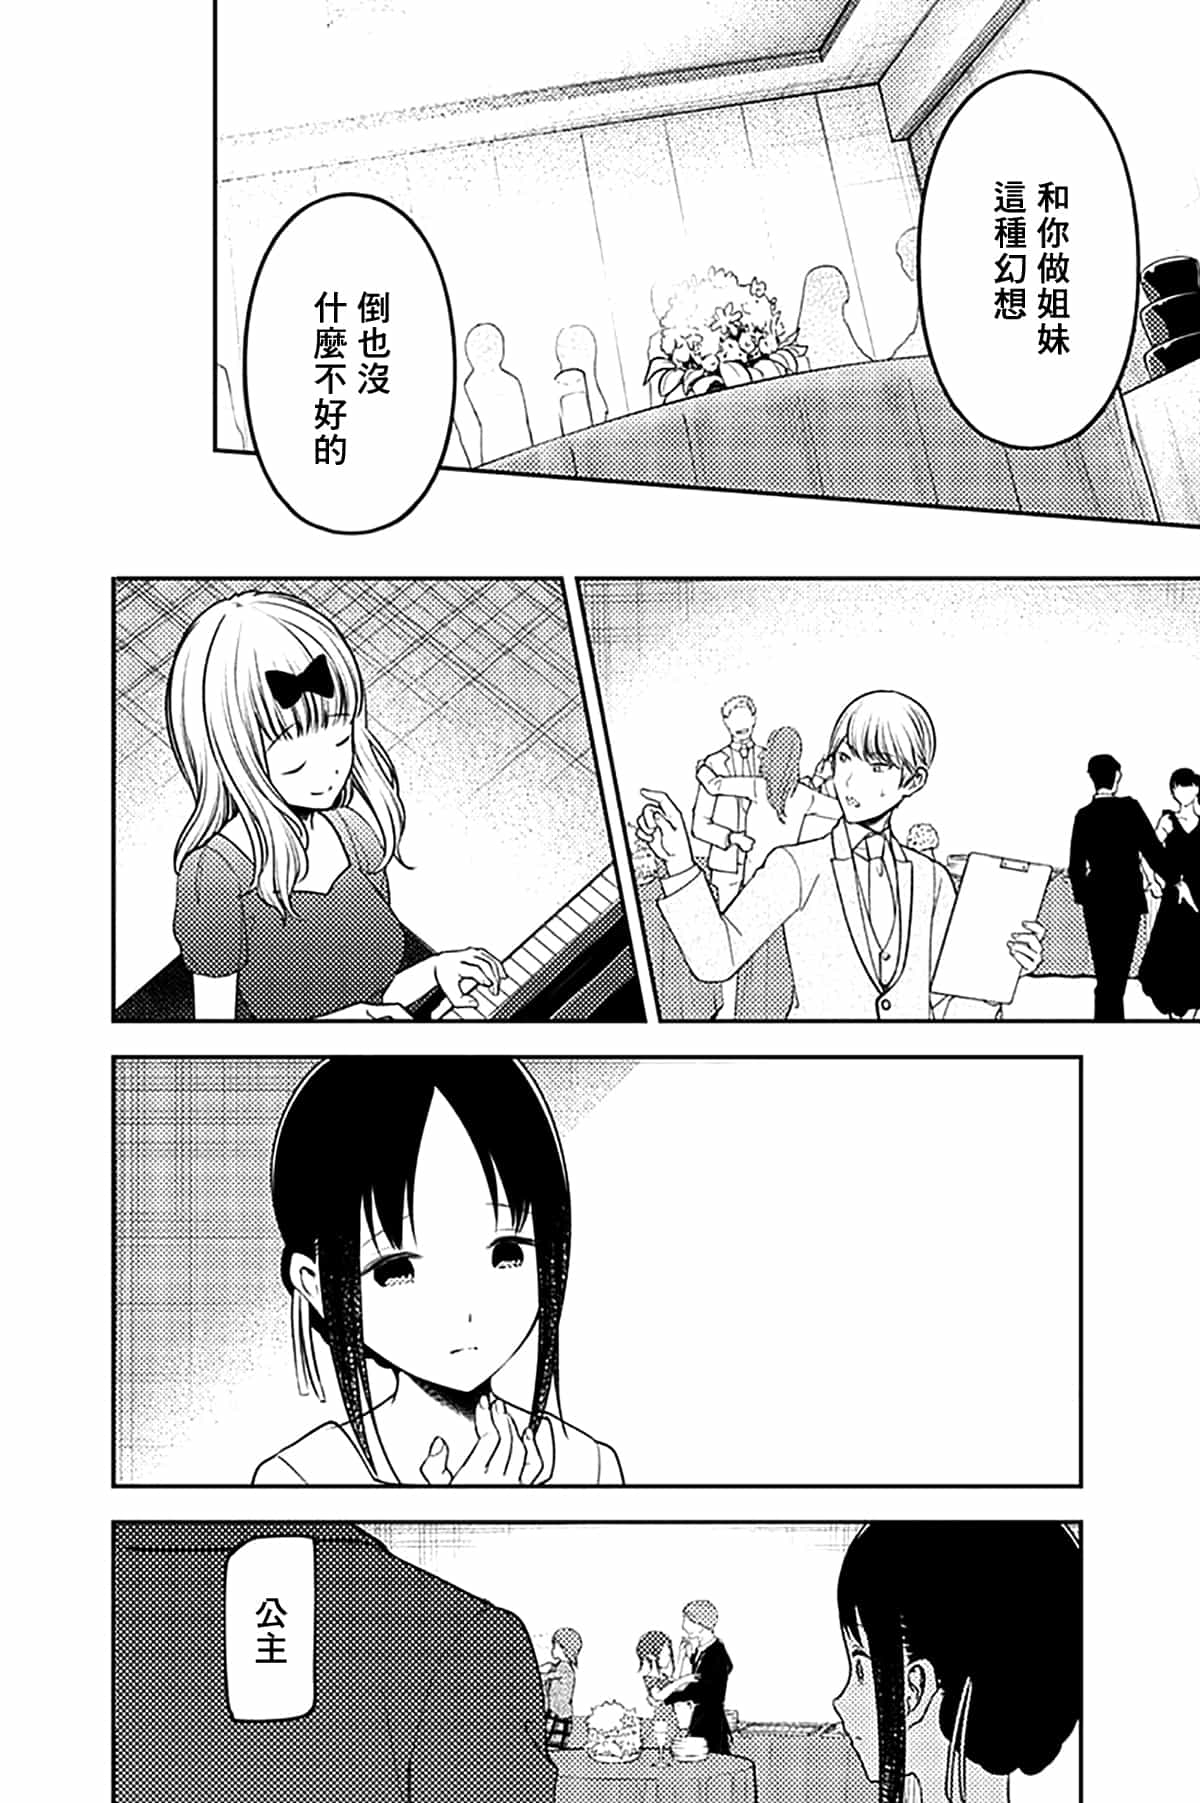 和你做姐妹
這種幻想
倒也沒
什麼不好的
公主